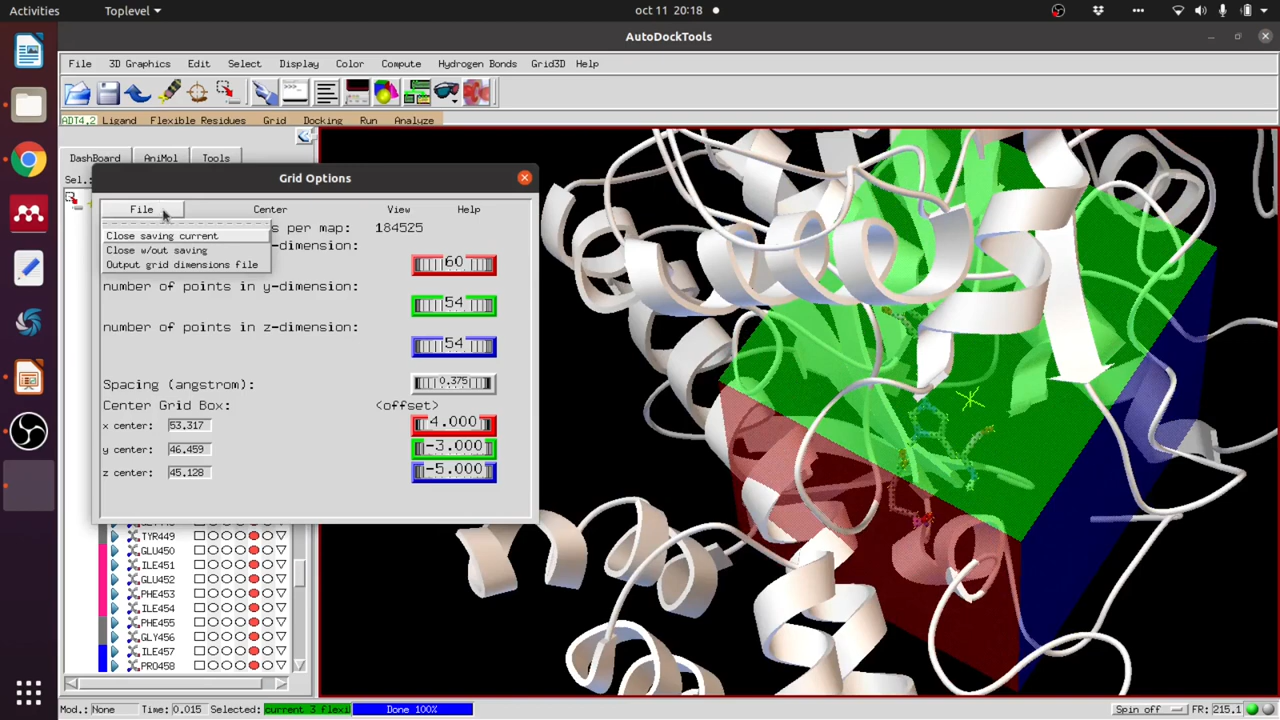 Activities Toplevel oct 11 20:18
AutoDockTools
File 3D Graphics Edit Select Display Color Compute Hydrogen Bonds Grid3D Help
ADT4.2 Ligand Flexible Residues Grid Docking Run Analyze
DashBoard AniMol Tools
Sel.:
Grid Options
File Center View Help
s per map: 184525
Close saving current
-dimension:
Close w/out saving
60
Output grid dimensions file
number of points in y-dimension:
54
number of points in z-dimension:
54
Spacing (angstrom): 0.375
Center Grid Box: <offset>
x center: 53.317 4.000
y center: 46.459 -3.000
z center: 45.128 -5.000
TYR449
GLU450
ILE451
GLU452
PHE453
ILE454
PHE455
GLY456
ILE457
PRO458
Mod.: None Time: 0.015 Selected: current 3 flexi Done 100% Spin off FR: 215.1